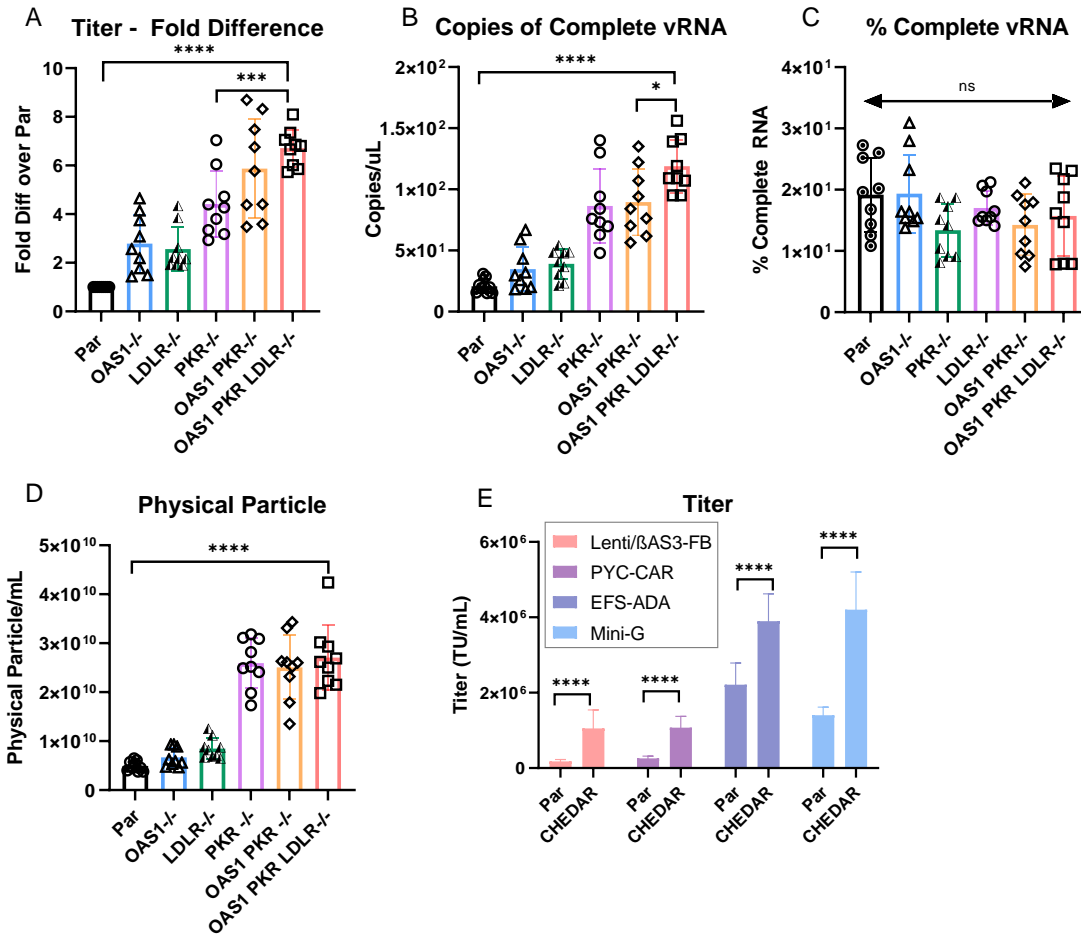 A
Titer -  Fold Difference
****
***
10
8
6
4
2
0
Fold Diff over Par
Par
OAS1-/-
LDLR-/-
PKR-/-
OAS1 PKR-/-
OAS1 PKR LDLR-/-
B
Copies of Complete vRNA
****
*
2×10²
1.5×10²
1×10²
5×10¹
0
Copies/uL
Par
OAS1-/-
LDLR-/-
PKR-/-
OAS1 PKR-/-
OAS1 PKR LDLR-/-
C
% Complete vRNA
ns
4×10¹
3×10¹
2×10¹
1×10¹
0
% Complete RNA
Par
OAS1-/-
PKR-/-
LDLR-/-
OAS1 PKR-/-
OAS1 PKR LDLR-/-
D
Physical Particle
****
5×10¹⁰
4×10¹⁰
3×10¹⁰
2×10¹⁰
1×10¹⁰
0
Physical Particle/mL
Par
OAS1-/-
LDLR-/-
PKR -/-
OAS1 PKR -/-
OAS1 PKR LDLR-/-
E
Titer
Lenti/ßAS3-FB
PYC-CAR
EFS-ADA
Mini-G
****
****
****
****
6×10⁶
4×10⁶
2×10⁶
0
Titer (TU/mL)
Par
CHEDAR
Par
CHEDAR
Par
CHEDAR
Par
CHEDAR